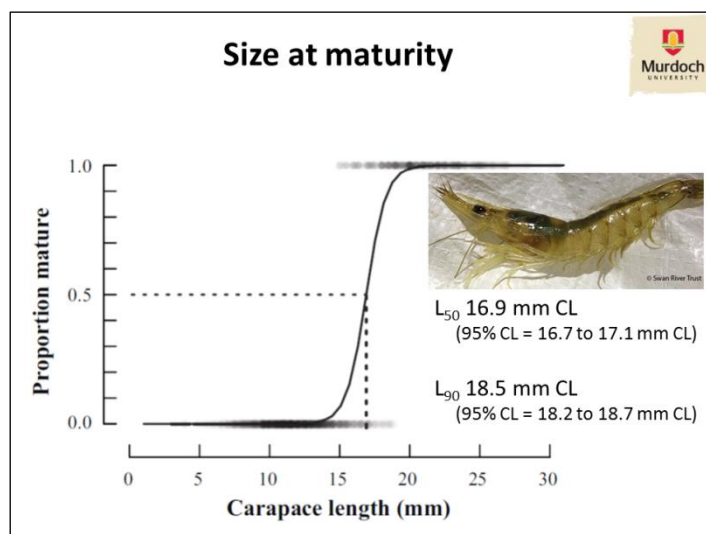 Size at maturity
Murdoch
UNIVERSITY
1.0
0.5
0.0
Proportion mature
© Swan River Trust
L₅₀ 16.9 mm CL
(95% CL = 16.7 to 17.1 mm CL)
L₉₀ 18.5 mm CL
(95% CL = 18.2 to 18.7 mm CL)
0 5 10 15 20 25 30
Carapace length (mm)